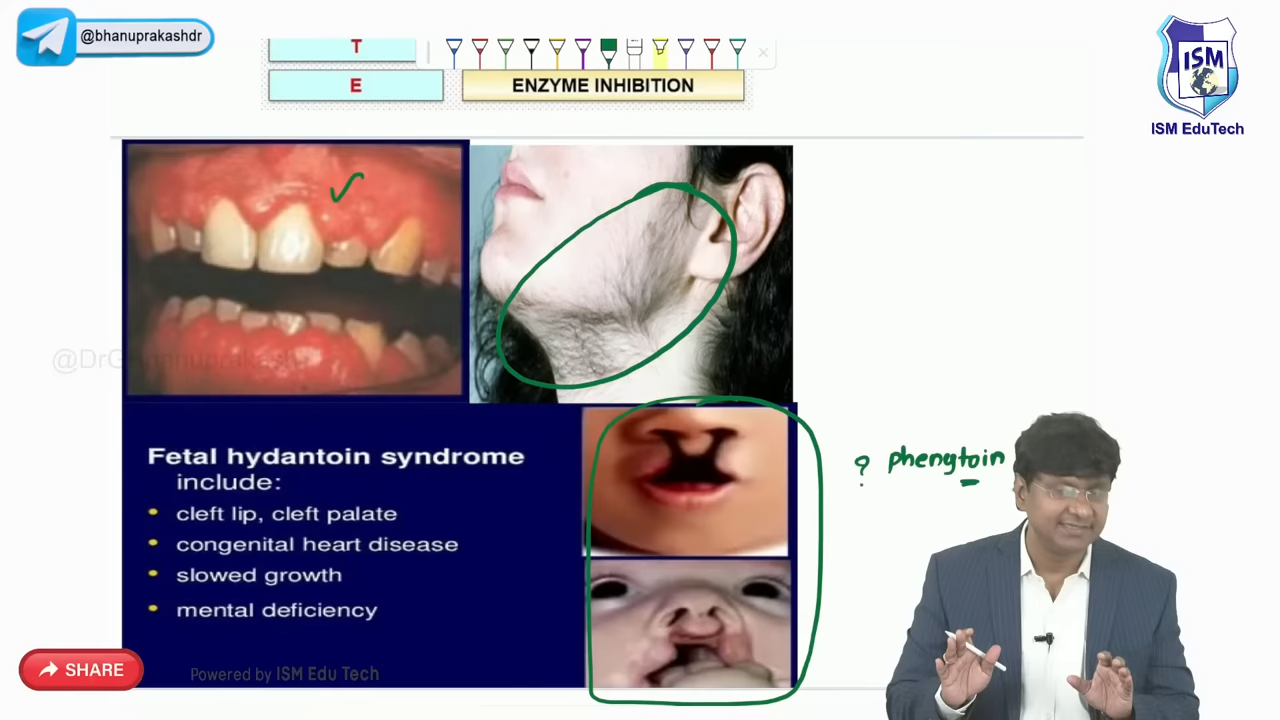 @bhanuprakashdr
T
E
ENZYME INHIBITION
ISM
ISM EduTech
Fetal hydantoin syndrome
include:
• cleft lip, cleft palate
• congenital heart disease
• slowed growth
• mental deficiency
? phenytoin
SHARE
Powered by ISM Edu Tech